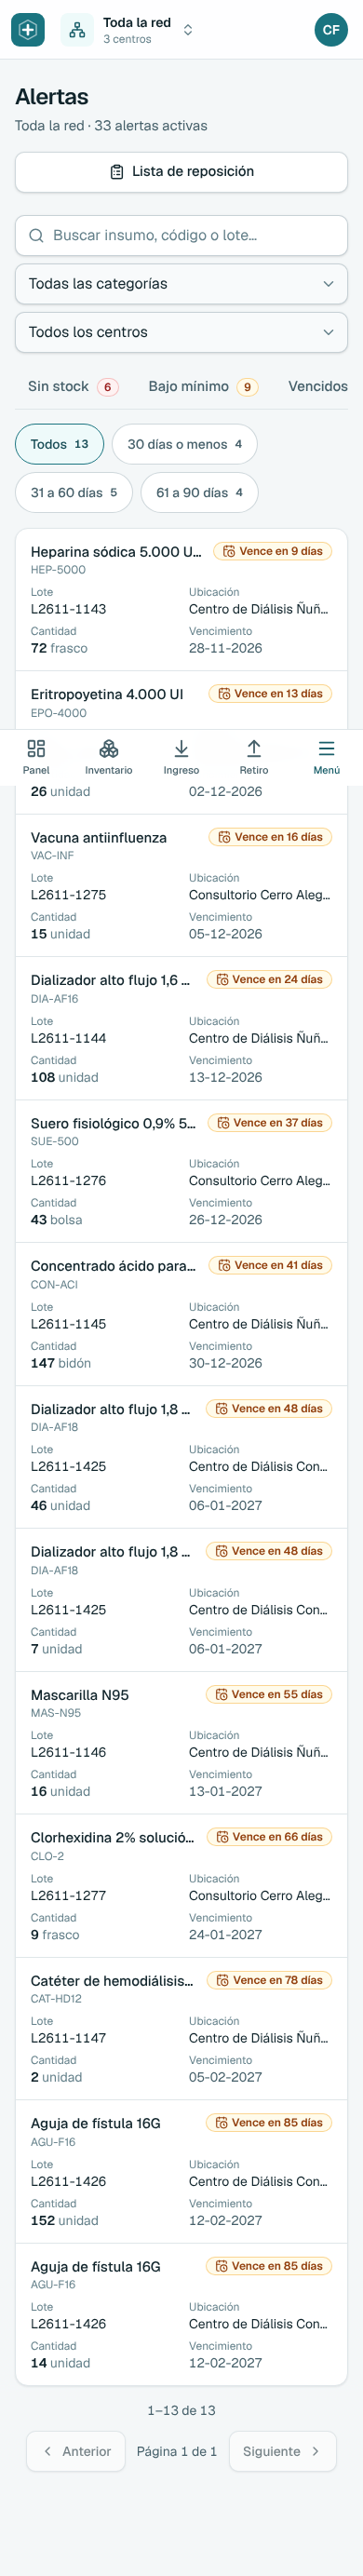 Toda la red
3 centros
CF
Alertas
Toda la red · 33 alertas activas
Lista de reposición
Buscar insumo, código o lote...
Todas las categorías
Todos los centros
Sin stock 6 Bajo mínimo 9 Vencidos
Todos 13 30 días o menos 4
31 a 60 días 5 61 a 90 días 4
Heparina sódica 5.000 U... Vence en 9 días
HEP-5000
Lote Ubicación
L2611-1143 Centro de Diálisis Ñuñ...
Cantidad Vencimiento
72 frasco 28-11-2026
Eritropoyetina 4.000 UI Vence en 13 días
EPO-4000
Panel Inventario Ingreso Retiro Menú
26 unidad 02-12-2026
Vacuna antiinfluenza Vence en 16 días
VAC-INF
Lote Ubicación
L2611-1275 Consultorio Cerro Aleg...
Cantidad Vencimiento
15 unidad 05-12-2026
Dializador alto flujo 1,6 ... Vence en 24 días
DIA-AF16
Lote Ubicación
L2611-1144 Centro de Diálisis Ñuñ...
Cantidad Vencimiento
108 unidad 13-12-2026
Suero fisiológico 0,9% 5... Vence en 37 días
SUE-500
Lote Ubicación
L2611-1276 Consultorio Cerro Aleg...
Cantidad Vencimiento
43 bolsa 26-12-2026
Concentrado ácido para... Vence en 41 días
CON-ACI
Lote Ubicación
L2611-1145 Centro de Diálisis Ñuñ...
Cantidad Vencimiento
147 bidón 30-12-2026
Dializador alto flujo 1,8 ... Vence en 48 días
DIA-AF18
Lote Ubicación
L2611-1425 Centro de Diálisis Con...
Cantidad Vencimiento
46 unidad 06-01-2027
Dializador alto flujo 1,8 ... Vence en 48 días
DIA-AF18
Lote Ubicación
L2611-1425 Centro de Diálisis Con...
Cantidad Vencimiento
7 unidad 06-01-2027
Mascarilla N95 Vence en 55 días
MAS-N95
Lote Ubicación
L2611-1146 Centro de Diálisis Ñuñ...
Cantidad Vencimiento
16 unidad 13-01-2027
Clorhexidina 2% solució... Vence en 66 días
CLO-2
Lote Ubicación
L2611-1277 Consultorio Cerro Aleg...
Cantidad Vencimiento
9 frasco 24-01-2027
Catéter de hemodiálisis... Vence en 78 días
CAT-HD12
Lote Ubicación
L2611-1147 Centro de Diálisis Ñuñ...
Cantidad Vencimiento
2 unidad 05-02-2027
Aguja de fístula 16G Vence en 85 días
AGU-F16
Lote Ubicación
L2611-1426 Centro de Diálisis Con...
Cantidad Vencimiento
152 unidad 12-02-2027
Aguja de fístula 16G Vence en 85 días
AGU-F16
Lote Ubicación
L2611-1426 Centro de Diálisis Con...
Cantidad Vencimiento
14 unidad 12-02-2027
1–13 de 13
Anterior Página 1 de 1 Siguiente